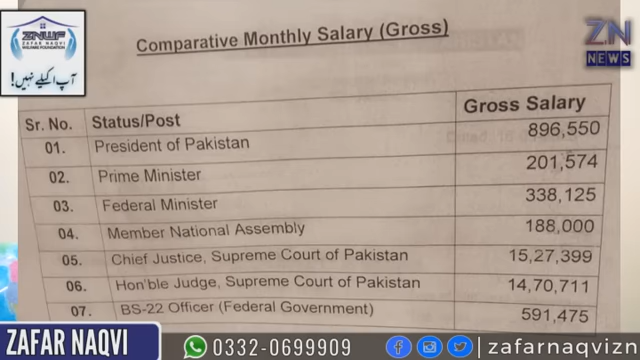 ZNWF
ZAFAR NAQVI
WELFARE FOUNDATION
آپ اکیلے نہیں!
ZN
NEWS
Comparative Monthly Salary (Gross)
Sr. No. Status/Post Gross Salary
01. President of Pakistan 896,550
02. Prime Minister 201,574
03. Federal Minister 338,125
04. Member National Assembly 188,000
05. Chief Justice, Supreme Court of Pakistan 15,27,399
06. Hon'ble Judge, Supreme Court of Pakistan 14,70,711
07. BS-22 Officer (Federal Government) 591,475
ZAFAR NAQVI 0332-0699909 | zafarnaqvizn